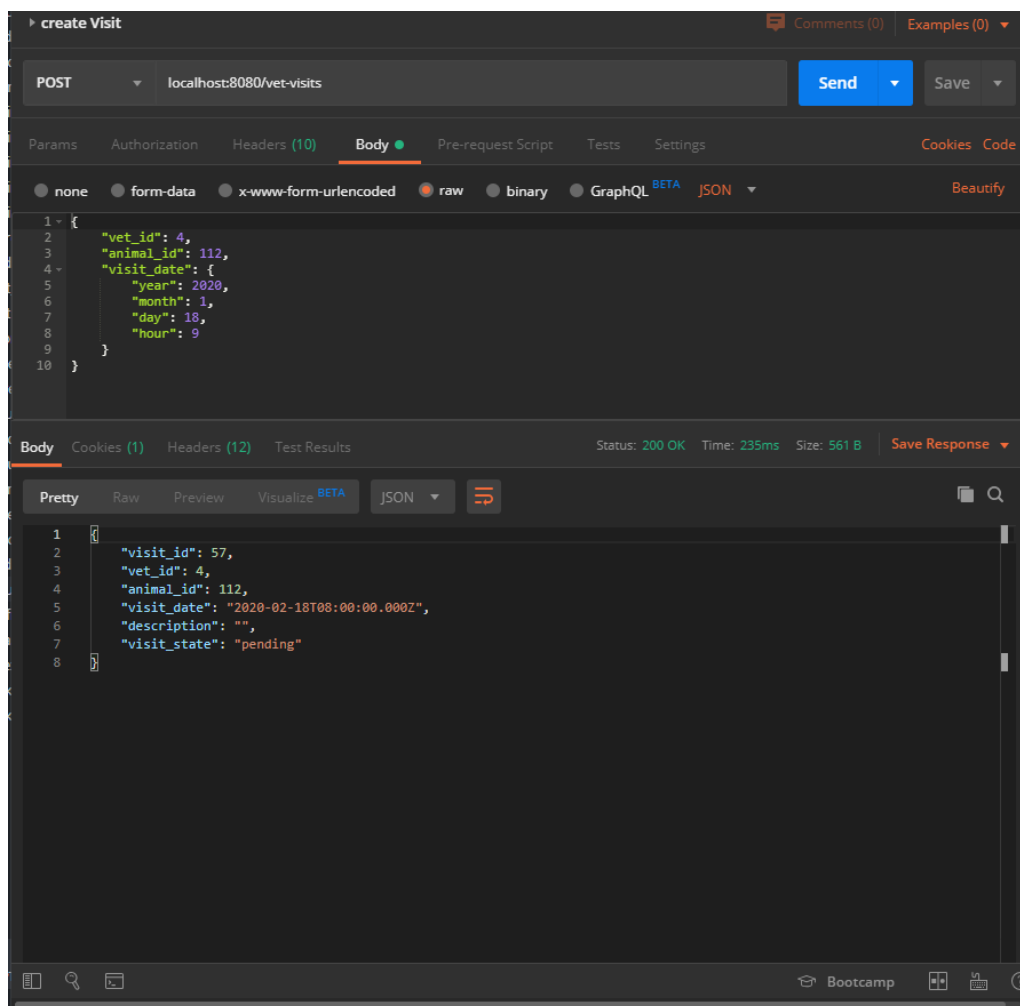 create Visit Comments (0) Examples (0)
POST localhost:8080/vet-visits Send Save
Params Authorization Headers (10) Body Pre-request Script Tests Settings Cookies Code
none form-data x-www-form-urlencoded raw binary GraphQL BETA JSON Beautify
1 {
2 "vet_id": 4,
3 "animal_id": 112,
4 "visit_date": {
5 "year": 2020,
6 "month": 1,
7 "day": 18,
8 "hour": 9
9 }
10 }
Body Cookies (1) Headers (12) Test Results Status: 200 OK Time: 235ms Size: 561 B Save Response
Pretty Raw Preview Visualize BETA JSON
1 {
2 "visit_id": 57,
3 "vet_id": 4,
4 "animal_id": 112,
5 "visit_date": "2020-02-18T08:00:00.000Z",
6 "description": "",
7 "visit_state": "pending"
8 }
Bootcamp